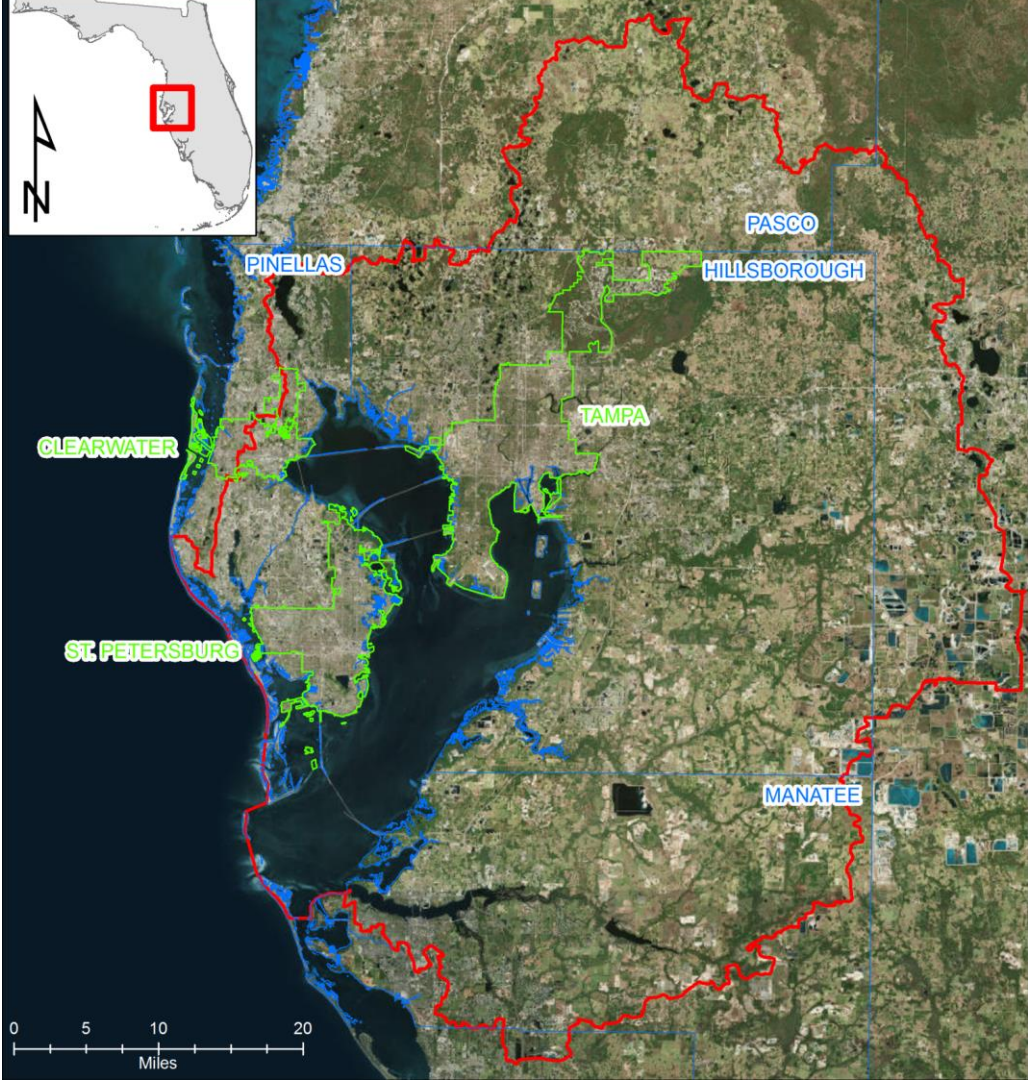 N
PASCO
PINELLAS
HILLSBOROUGH
TAMPA
CLEARWATER
ST. PETERSBURG
MANATEE
0 5 10 20
Miles